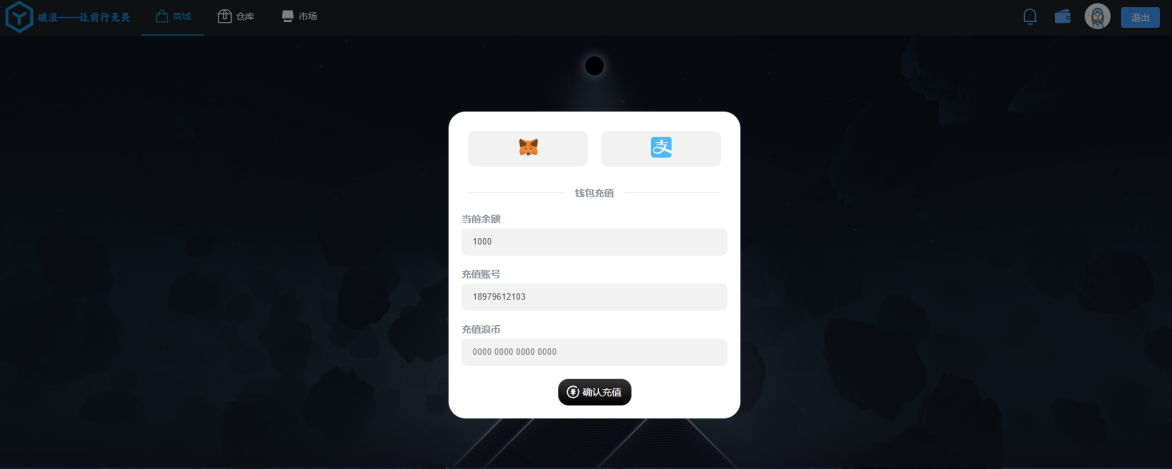 破浪——让前行无畏
商城
仓库
市场
退出
钱包充值
当前余额
1000
充值账号
18979612103
充值浪币
0000 0000 0000 0000
确认充值